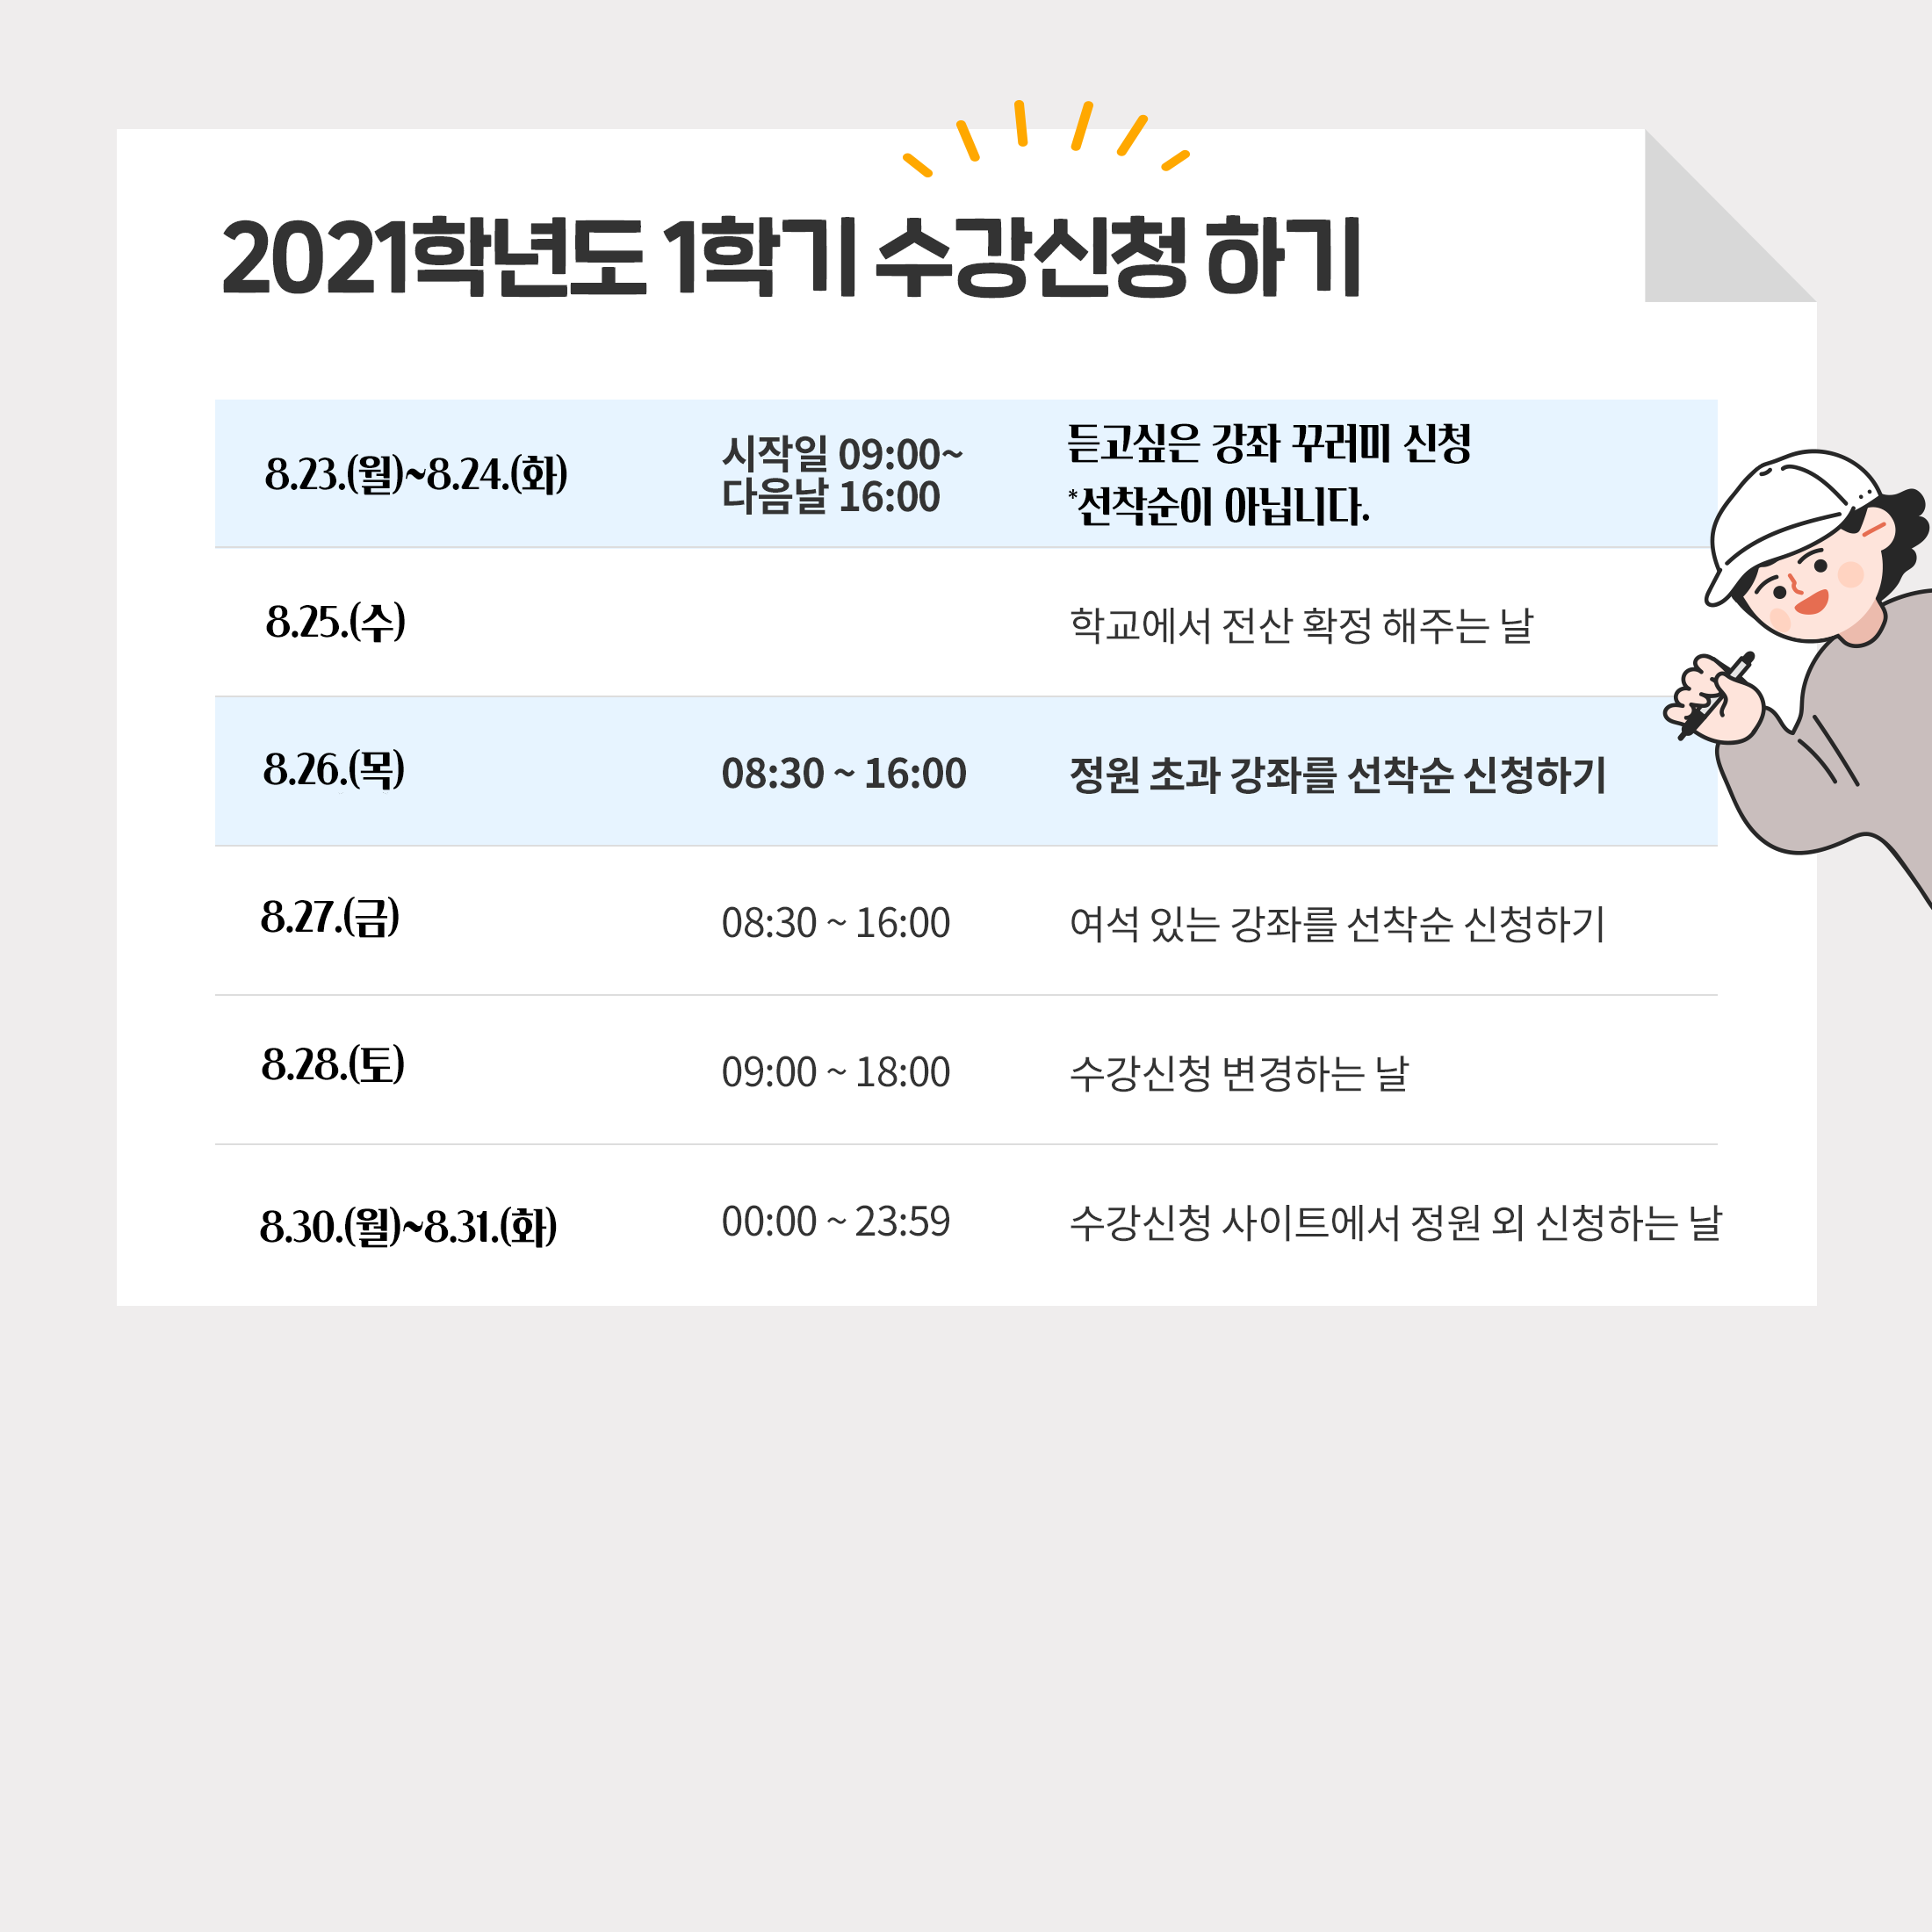 2021학년도 1학기 수강신청 하기
8.23.(월)~8.24.(화)
시작일 09:00~
다음날 16:00
듣고싶은 강좌 꾸러미 신청
*선착순이 아닙니다.
8.25.(수)
학교에서 전산 확정 해주는 날
8.26.(목)
08:30 ~ 16:00
정원 초과 강좌를 선착순 신청하기
8.27.(금)
08:30 ~ 16:00
여석 있는 강좌를 선착순 신청하기
8.28.(토)
09:00 ~ 18:00
수강신청 변경하는 날
8.30.(월)~8.31.(화)
00:00 ~ 23:59
수강신청 사이트에서 정원 외 신청하는 날